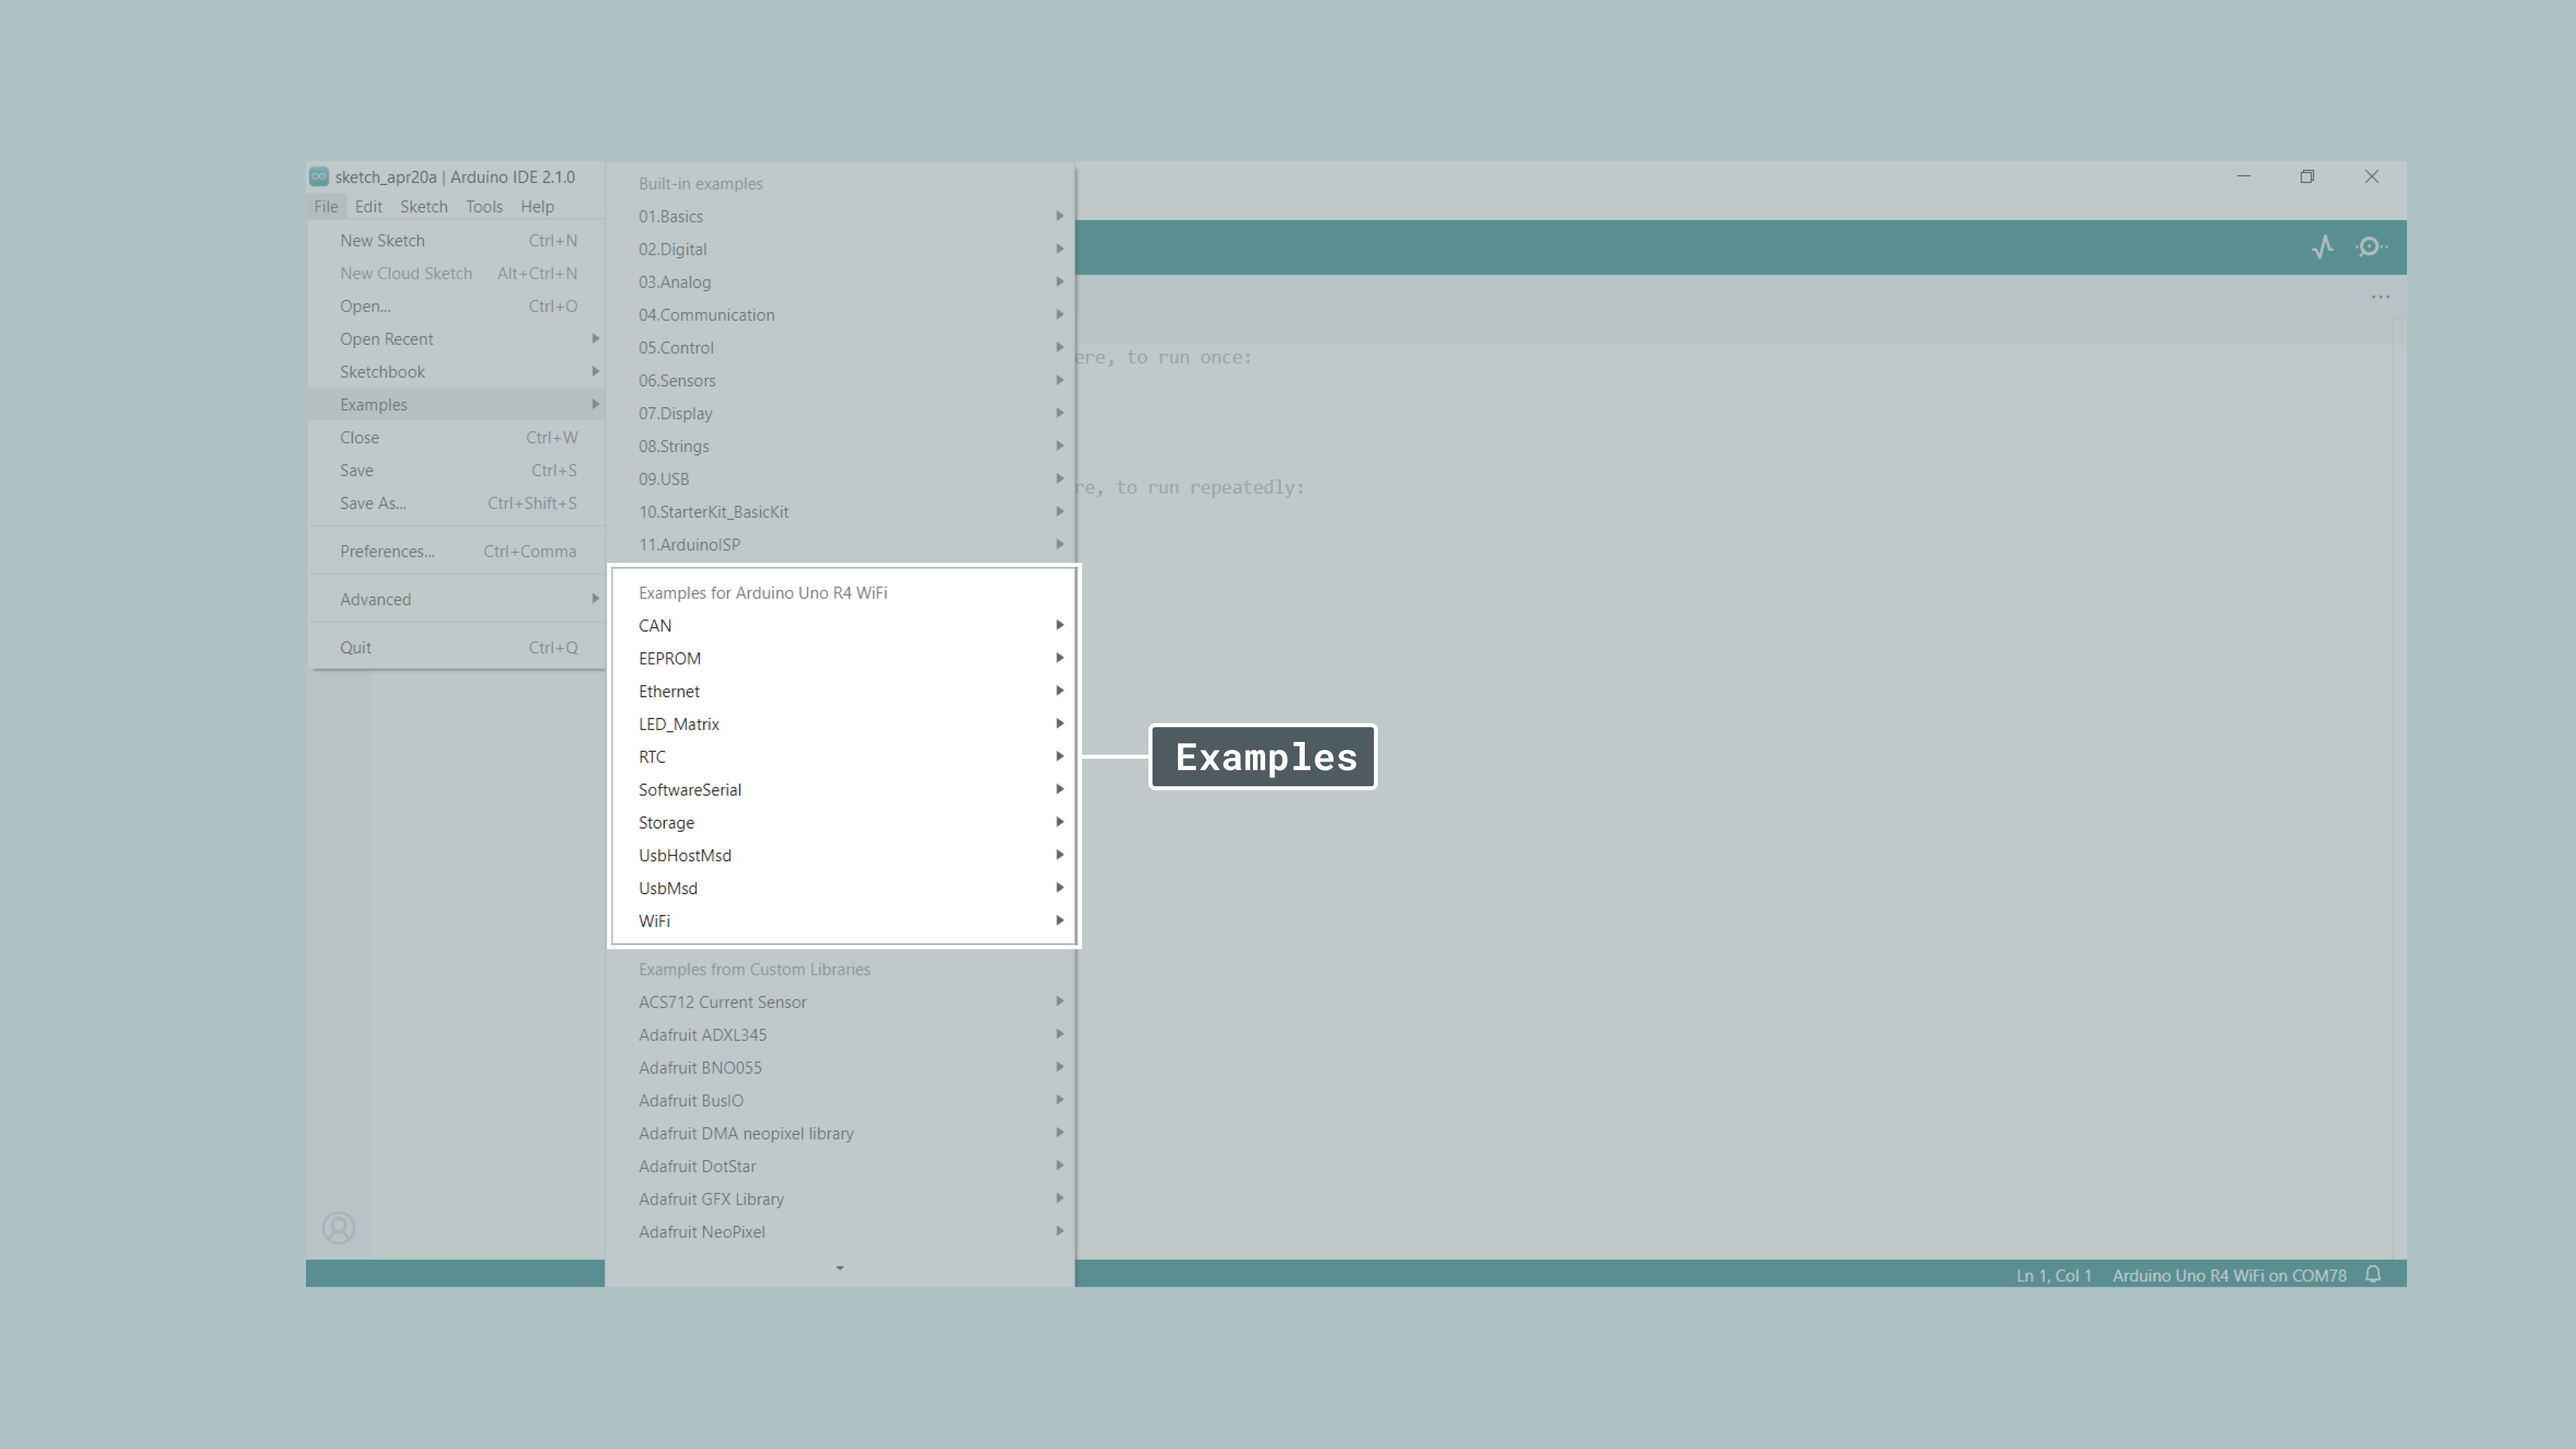 sketch_apr20a | Arduino IDE 2.1.0
File Edit Sketch Tools Help
New Sketch Ctrl+N
New Cloud Sketch Alt+Ctrl+N
Open... Ctrl+O
Open Recent
Sketchbook
Examples
Close Ctrl+W
Save Ctrl+S
Save As... Ctrl+Shift+S
Preferences... Ctrl+Comma
Advanced
Quit Ctrl+Q
Built-in examples
01.Basics
02.Digital
03.Analog
04.Communication
05.Control
06.Sensors
07.Display
08.Strings
09.USB
10.StarterKit_BasicKit
11.ArduinoISP
Examples for Arduino Uno R4 WiFi
CAN
EEPROM
Ethernet
LED_Matrix
RTC
SoftwareSerial
Storage
UsbHostMsd
UsbMsd
WiFi
Examples from Custom Libraries
ACS712 Current Sensor
Adafruit ADXL345
Adafruit BNO055
Adafruit BusIO
Adafruit DMA neopixel library
Adafruit DotStar
Adafruit GFX Library
Adafruit NeoPixel
ere, to run once:
re, to run repeatedly:
Examples
Ln 1, Col 1 Arduino Uno R4 WiFi on COM78